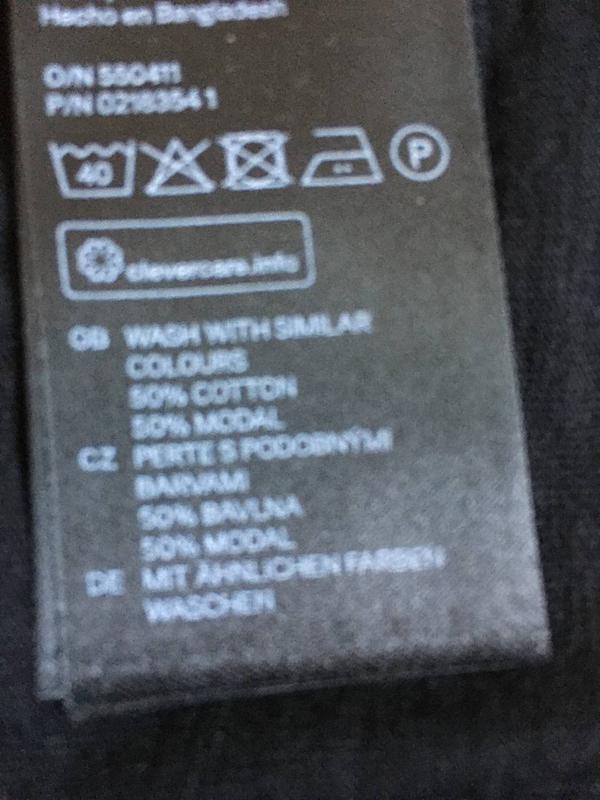 Hecho en Bangladesh
O/N 550411
P/N 02163541
40
P
clevercare.info
GB WASH WITH SIMILAR
COLOURS
50% COTTON
50% MODAL
CZ PERTE S PODOBNÝMI
BARVAMI
50% BAVLNA
50% MODAL
DE MIT ÄHNLICHEN FARBEN
WASCHEN